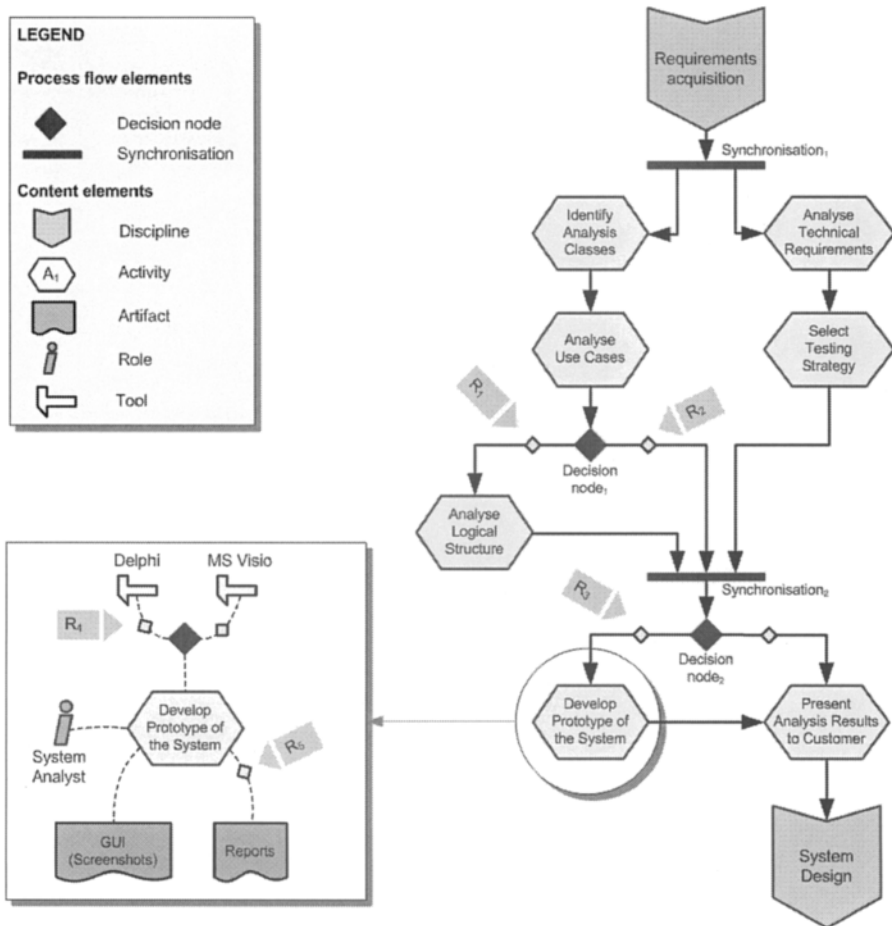 LEGEND
Process flow elements
Decision node
Synchronisation
Content elements
Discipline
A₁
Activity
Artifact
Role
Tool
Requirements
acquisition
Synchronisation₁
Identify
Analysis
Classes
Analyse
Technical
Requirements
Analyse
Use Cases
Select
Testing
Strategy
R₁
R₂
Decision
node₁
Analyse
Logical
Structure
Synchronisation₂
R₃
Decision
node₂
Develop
Prototype of
the System
Present
Analysis Results
to Customer
System
Design
Delphi
MS Visio
R₄
Develop
Prototype of
the System
System
Analyst
R₅
GUI
(Screenshots)
Reports